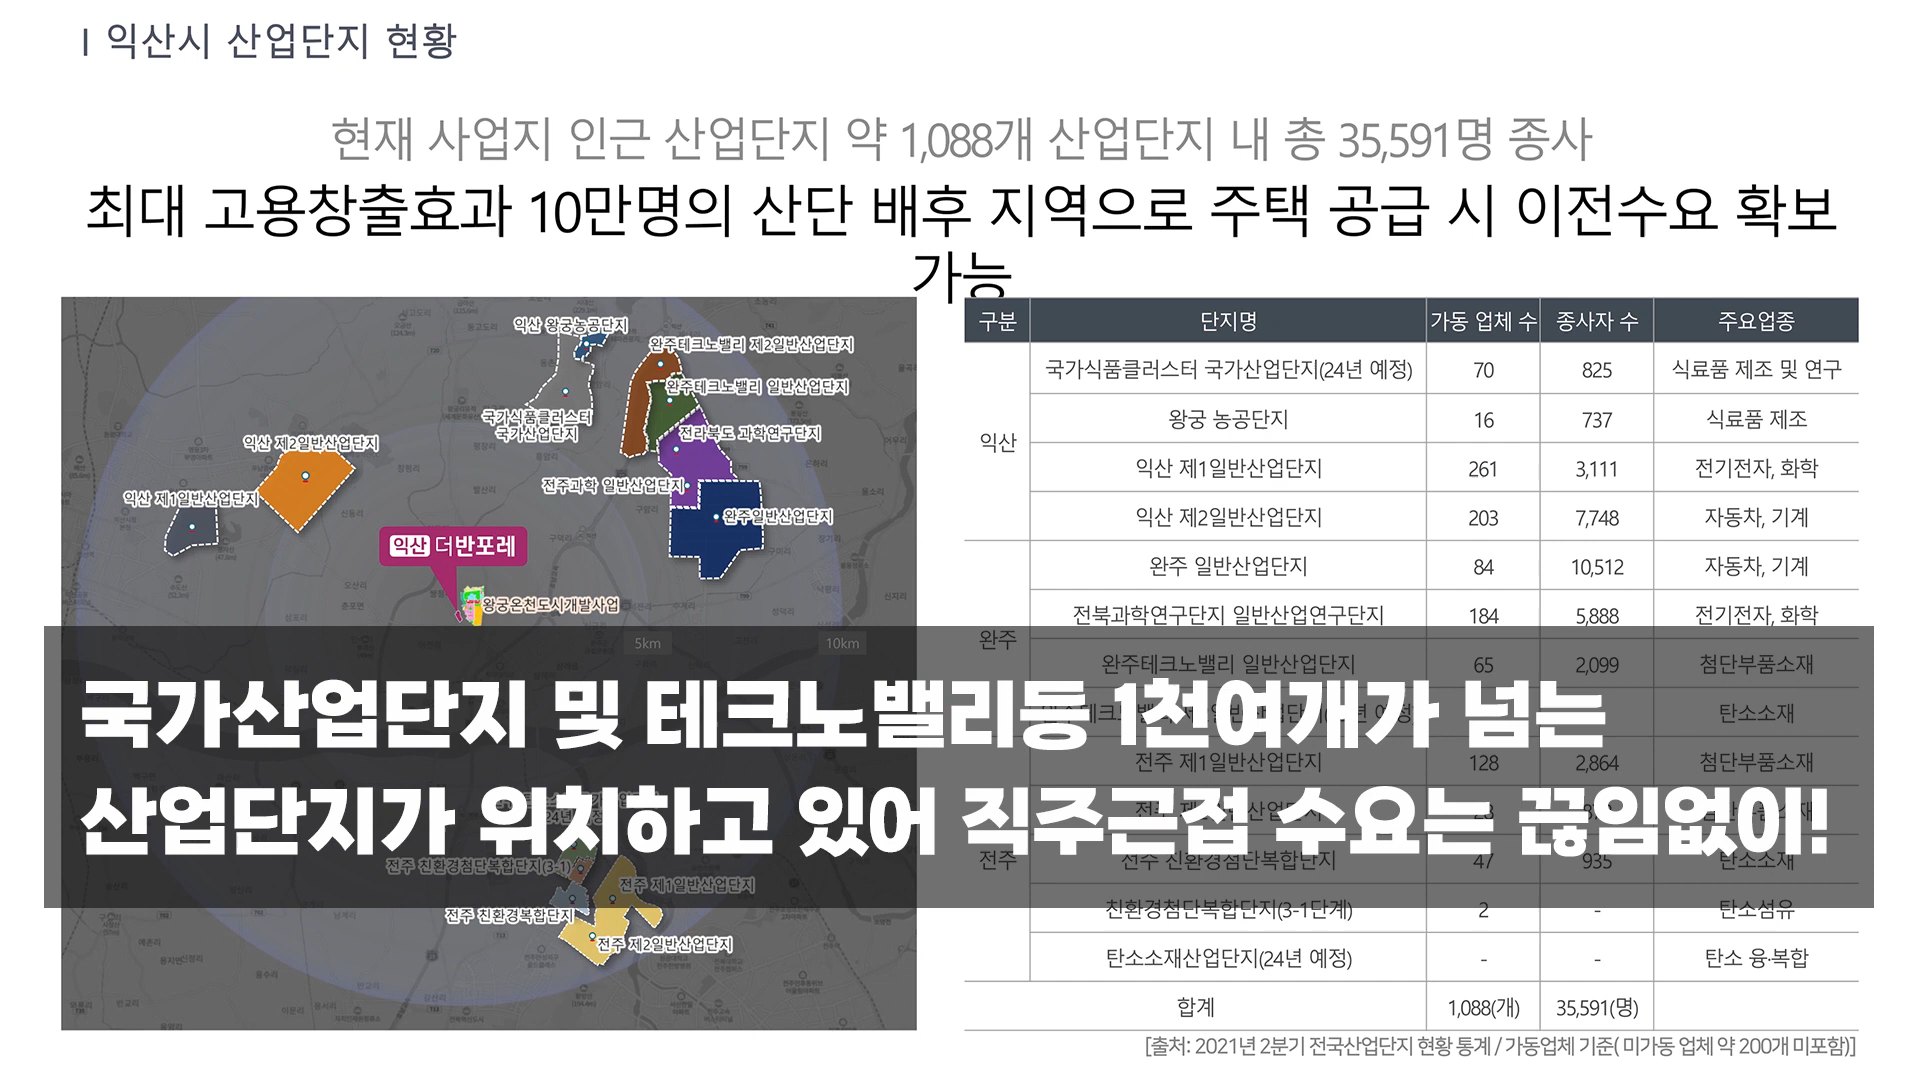 I 익산시 산업단지 현황
현재 사업지 인근 산업단지 약 1,088개 산업단지 내 총 35,591명 종사
최대 고용창출효과 10만명의 산단 배후 지역으로 주택 공급 시 이전수요 확보
가능
익산 왕궁농공단지
완주테크노밸리 제2일반산업단지
완주테크노밸리 일반산업단지
국가식품클러스터
국가산업단지
전라북도 과학연구단지
익산 제2일반산업단지
전주과학 일반산업단지
익산 제1일반산업단지
완주일반산업단지
익산 더반포레
왕궁온천도시개발사업
5km
10km
구분 단지명 가동 업체 수 종사자 수 주요업종
익산
국가식품클러스터 국가산업단지(24년 예정) 70 825 식료품 제조 및 연구
왕궁 농공단지 16 737 식료품 제조
익산 제1일반산업단지 261 3,111 전기전자, 화학
익산 제2일반산업단지 203 7,748 자동차, 기계
완주
완주 일반산업단지 84 10,512 자동차, 기계
전북과학연구단지 일반산업연구단지 184 5,888 전기전자, 화학
완주테크노밸리 일반산업단지 65 2,099 첨단부품소재
탄소소재
국가산업단지 및 테크노밸리등 1천여개가 넘는
전주
전주 제1일반산업단지 128 2,864 첨단부품소재
산업단지가 위치하고 있어 직주근접 수요는 끊임없이!
전주 친환경첨단복합단지 47 935 탄소소재
친환경첨단복합단지(3-1단계) 2 - 탄소섬유
탄소소재산업단지(24년 예정) - - 탄소 융·복합
합계 1,088(개) 35,591(명)
전주 친환경첨단복합단지(3-1)
전주 제1일반산업단지
전주 친환경복합단지
전주 제2일반산업단지
[출처: 2021년 2분기 전국산업단지 현황 통계 / 가동업체 기준( 미가동 업체 약 200개 미포함)]